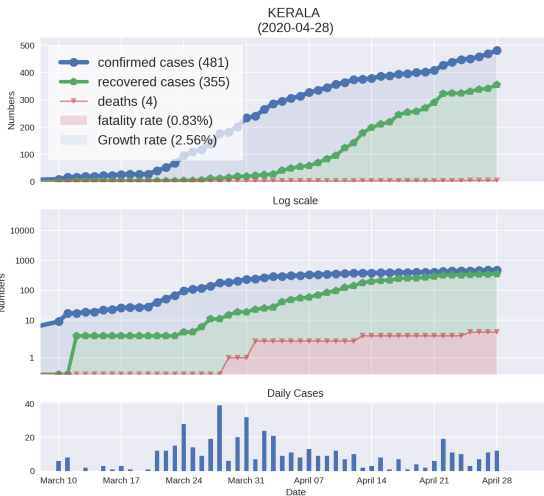 KERALA
(2020-04-28)
500
400
300
200
100
0
Numbers
confirmed cases (481)
recovered cases (355)
deaths (4)
fatality rate (0.83%)
Growth rate (2.56%)
Log scale
10000
1000
100
10
1
Numbers
Daily Cases
40
20
0
March 10 March 17 March 24 March 31 April 07 April 14 April 21 April 28
Date